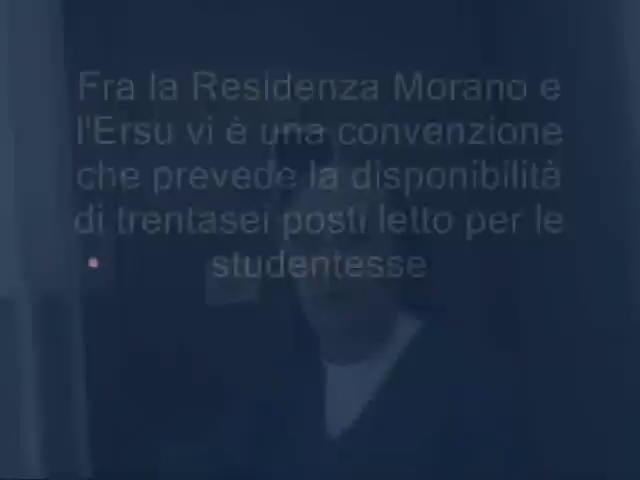 Fra la Residenza Morano e
l'Ersu vi è una convenzione
che prevede la disponibilità
di trentasei posti letto per le
studentesse